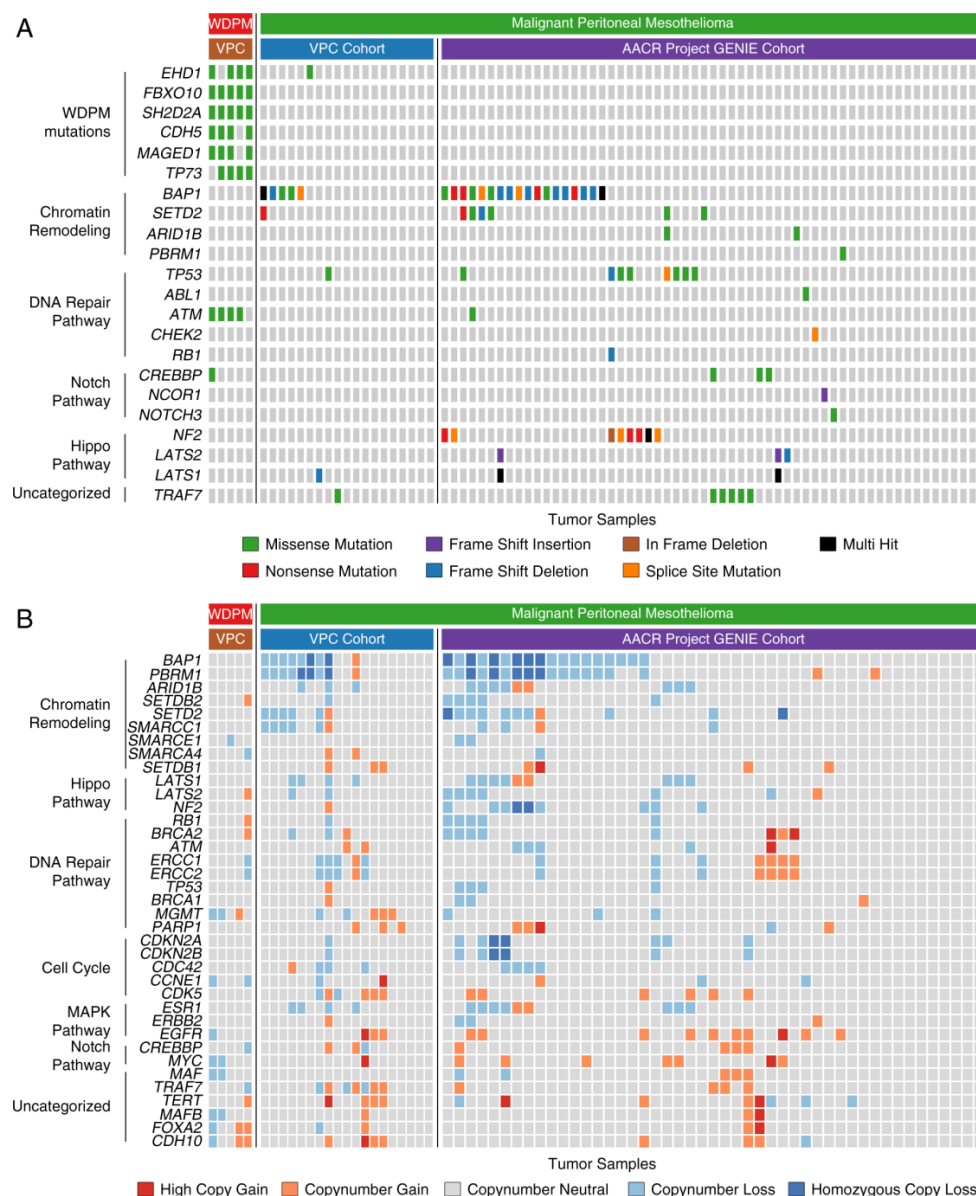 A
WDPM
Malignant Peritoneal Mesothelioma
VPC
VPC Cohort
AACR Project GENIE Cohort
WDPM
mutations
EHD1
FBXO10
SH2D2A
CDH5
MAGED1
TP73
Chromatin
Remodeling
BAP1
SETD2
ARID1B
PBRM1
DNA Repair
Pathway
TP53
ABL1
ATM
CHEK2
RB1
Notch
Pathway
CREBBP
NCOR1
NOTCH3
Hippo
Pathway
NF2
LATS2
LATS1
Uncategorized
TRAF7
Tumor Samples
Missense Mutation
Frame Shift Insertion
In Frame Deletion
Multi Hit
Nonsense Mutation
Frame Shift Deletion
Splice Site Mutation
B
WDPM
Malignant Peritoneal Mesothelioma
VPC
VPC Cohort
AACR Project GENIE Cohort
Chromatin
Remodeling
BAP1
PBRM1
ARID1B
SETDB2
SETD2
SMARCC1
SMARCE1
SMARCA4
SETDB1
Hippo
Pathway
LATS1
LATS2
NF2
DNA Repair
Pathway
RB1
BRCA2
ATM
ERCC1
ERCC2
TP53
BRCA1
MGMT
PARP1
Cell Cycle
CDKN2A
CDKN2B
CDC42
CCNE1
CDK5
MAPK
Pathway
ESR1
ERBB2
EGFR
Notch
Pathway
CREBBP
MYC
Uncategorized
MAF
TRAF7
TERT
MAFB
FOXA2
CDH10
Tumor Samples
High Copy Gain
Copynumber Gain
Copynumber Neutral
Copynumber Loss
Homozygous Copy Loss